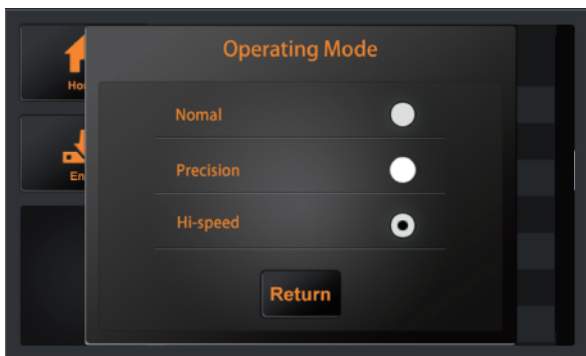 Operating Mode
Nomal
Precision
Hi-speed
Return